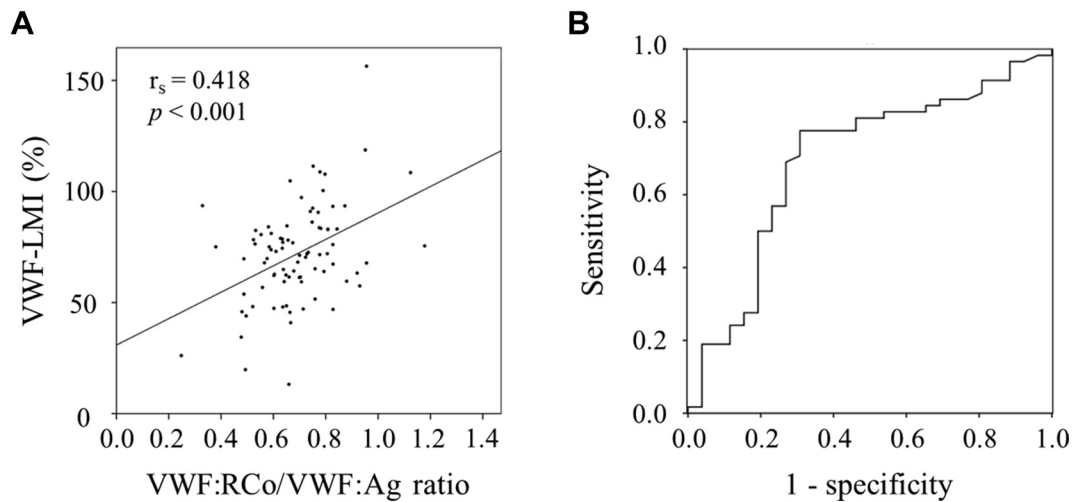 A
rₛ = 0.418
p < 0.001
VWF-LMI (%)
150
100
50
0
0.0 0.2 0.4 0.6 0.8 1.0 1.2 1.4
VWF:RCo/VWF:Ag ratio
B
Sensitivity
1.0
0.8
0.6
0.4
0.2
0.0
0.0 0.2 0.4 0.6 0.8 1.0
1 - specificity